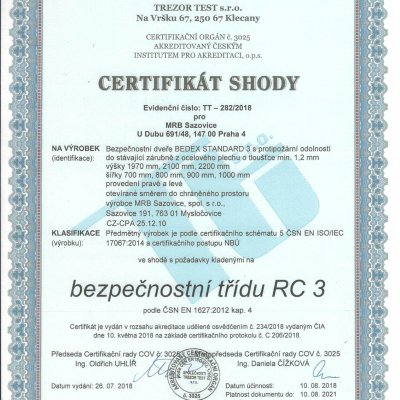 TREZOR TEST s.r.o.
Na Vršku 67, 250 67 Klecany
CERTIFIKAČNÍ ORGÁN č. 3025
AKREDITOVANÝ ČESKÝM
INSTITUTEM PRO AKREDITACI, o.p.s.
CERTIFIKÁT SHODY
Evidenční číslo: TT – 282/2018
pro
MRB Sazovice
U Dubu 691/48, 147 00 Praha 4
NA VÝROBEK Bezpečnostní dveře BEDEX STANDARD 3 s protipožární odolností
(identifikace): do stávající zárubně z ocelového plechu o tloušťce min. 1,2 mm
výšky 1970 mm, 2100 mm, 2200 mm
šířky 700 mm, 800 mm, 900 mm, 1000 mm
provedení pravé a levé
otevírané směrem do chráněného prostoru
výrobce MRB Sazovice, spol. s r.o.,
Sazovice 191, 763 01 Mysločovice
CZ-CPA 25.12.10
KLASIFIKACE Předmětný výrobek je podle certifikačního schématu 5 ČSN EN ISO/IEC
(výrobku): 17067:2014 s certifikačního postupu NBÚ
ve shodě s požadavky kladenými na
bezpečnostní třídu RC 3
podle ČSN EN 1627:2012 kap. 4
Certifikát je vydán v rozsahu akreditace udělené osvědčením č. 234/2018 vydaným ČIA
dne 10. května 2018 na základě certifikačního protokolu č. C 206/2018.
Předseda Certifikační rady COV č. 3025 Místopředseda Certifikační rady COV č. 3025
Ing. Oldřich UHLÍŘ Ing. Daniela ČÍŽKOVÁ
Datum vydání: 26. 07. 2018 Datum účinnosti: 10. 08. 2018
Platnost do: 10. 08. 2021